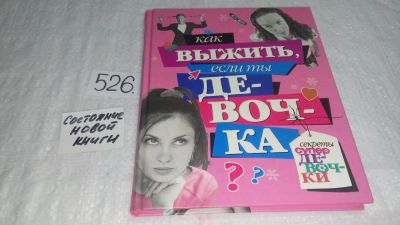 526
Состояние
новой
книги
как
ВЫЖИТЬ,
если ты
ДЕ-
ВОЧ-
КА
???
секреты
супер
ДЕ-
ВОЧ-
КИ